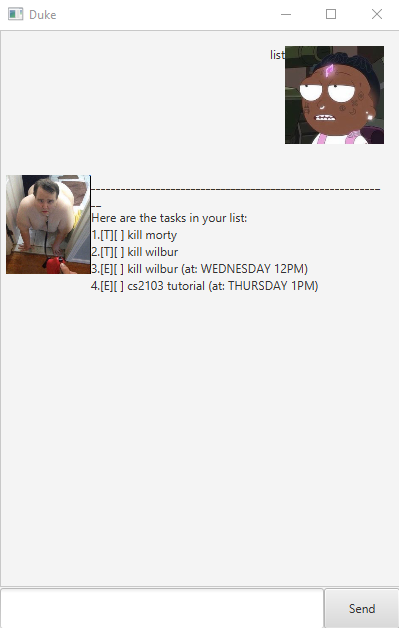 Duke
list
____________________________________________________________
Here are the tasks in your list:
1.[T][ ] kill morty
2.[T][ ] kill wilbur
3.[E][ ] kill wilbur (at: WEDNESDAY 12PM)
4.[E][ ] cs2103 tutorial (at: THURSDAY 1PM)
Send